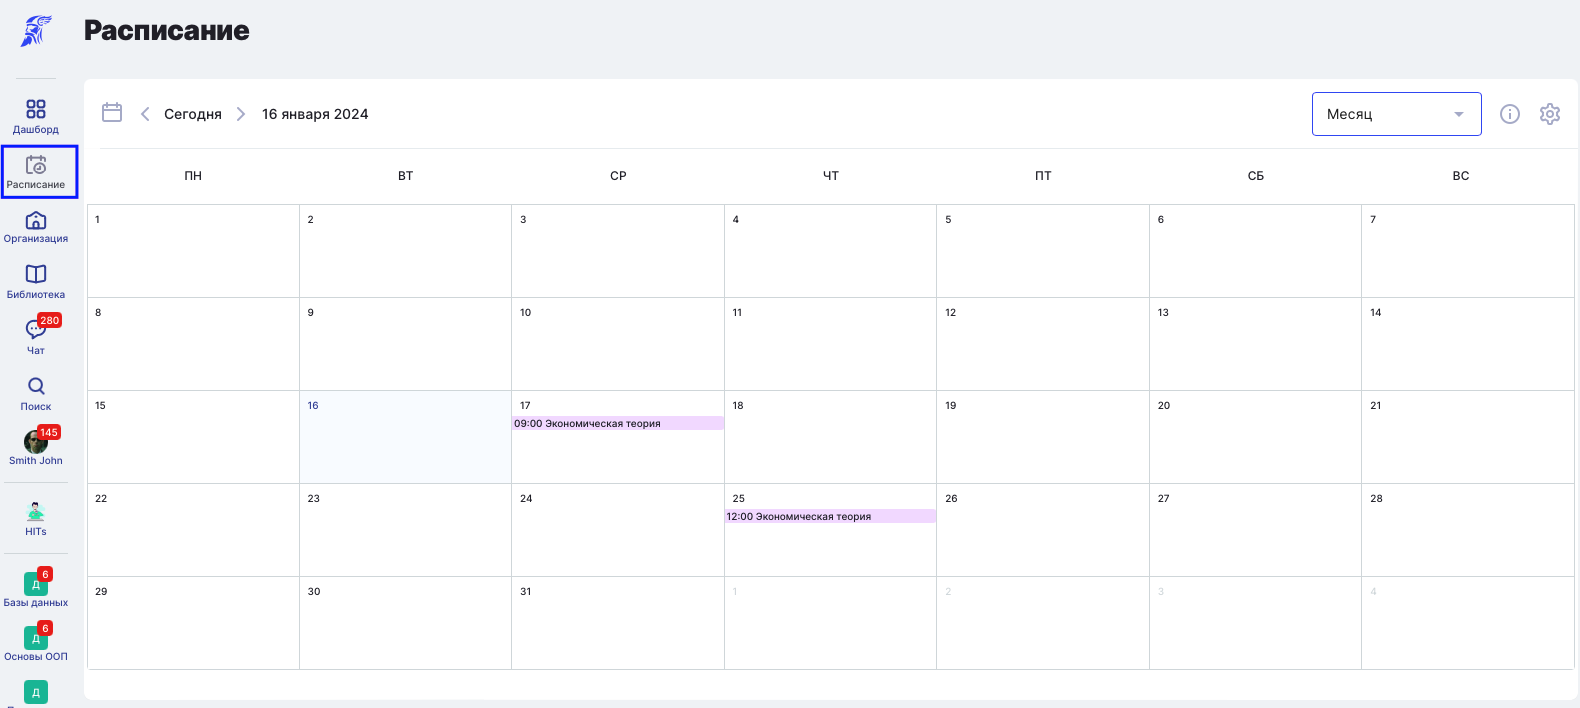 Расписание
Сегодня
16 января 2024
Месяц
Дашборд
Расписание
Организация
Библиотека
280
Чат
Поиск
145
Smith John
HITs
6
Д
Базы данных
6
Д
Основы ООП
Д
ПН ВТ СР ЧТ ПТ СБ ВС
1 2 3 4 5 6 7
8 9 10 11 12 13 14
15 16 17 18 19 20 21
09:00 Экономическая теория
22 23 24 25 26 27 28
12:00 Экономическая теория
29 30 31 1 2 3 4